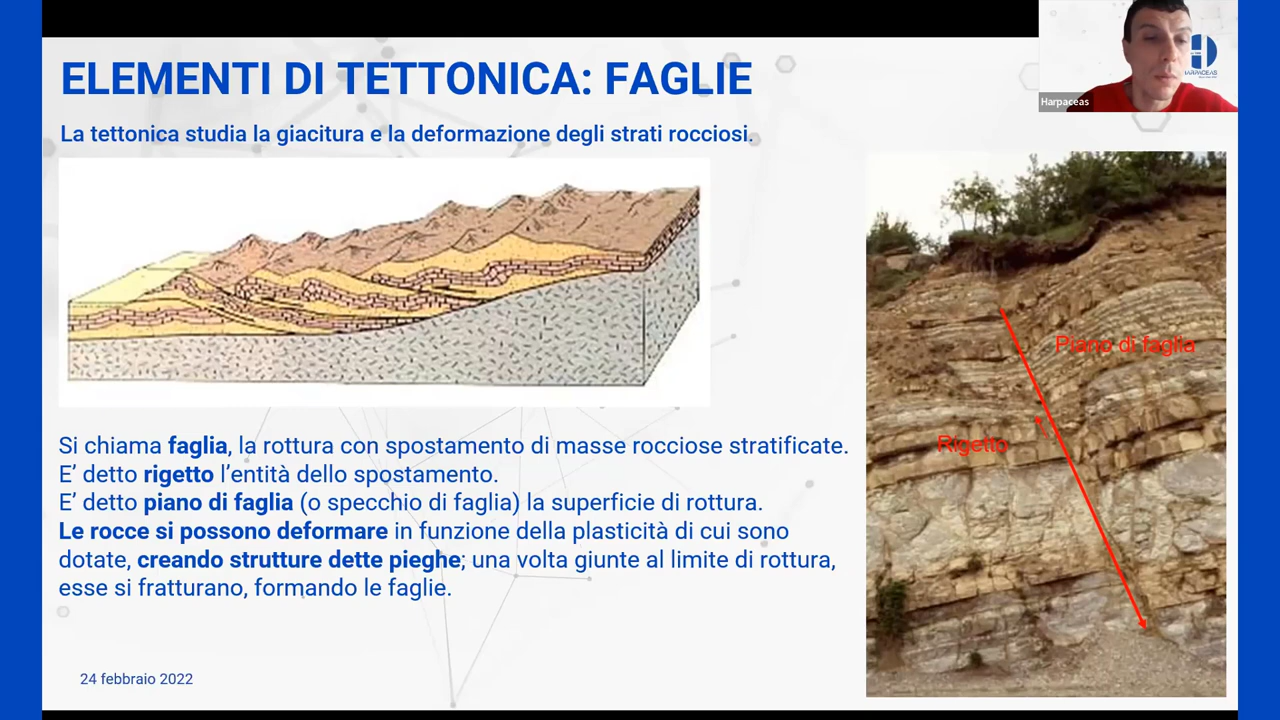 ELEMENTI DI TETTONICA: FAGLIE
Harpaceas
HARPACEAS
La tettonica studia la giacitura e la deformazione degli strati rocciosi.
Piano di faglia
Rigetto
Si chiama faglia, la rottura con spostamento di masse rocciose stratificate.
E’ detto rigetto l’entità dello spostamento.
E’ detto piano di faglia (o specchio di faglia) la superficie di rottura.
Le rocce si possono deformare in funzione della plasticità di cui sono
dotate, creando strutture dette pieghe; una volta giunte al limite di rottura,
esse si fratturano, formando le faglie.
24 febbraio 2022